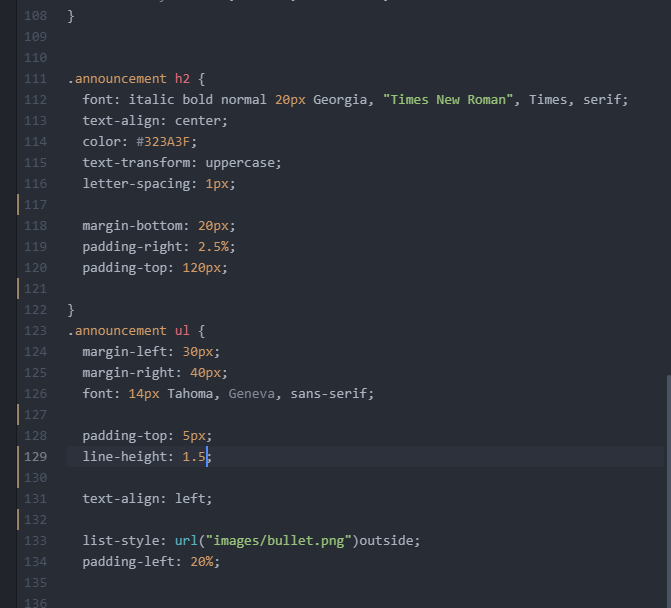 108 }
109
110
111 .announcement h2 {
112 font: italic bold normal 20px Georgia, "Times New Roman", Times, serif;
113 text-align: center;
114 color: #323A3F;
115 text-transform: uppercase;
116 letter-spacing: 1px;
117
118 margin-bottom: 20px;
119 padding-right: 2.5%;
120 padding-top: 120px;
121
122 }
123 .announcement ul {
124 margin-left: 30px;
125 margin-right: 40px;
126 font: 14px Tahoma, Geneva, sans-serif;
127
128 padding-top: 5px;
129 line-height: 1.5;
130
131 text-align: left;
132
133 list-style: url("images/bullet.png")outside;
134 padding-left: 20%;
135
136